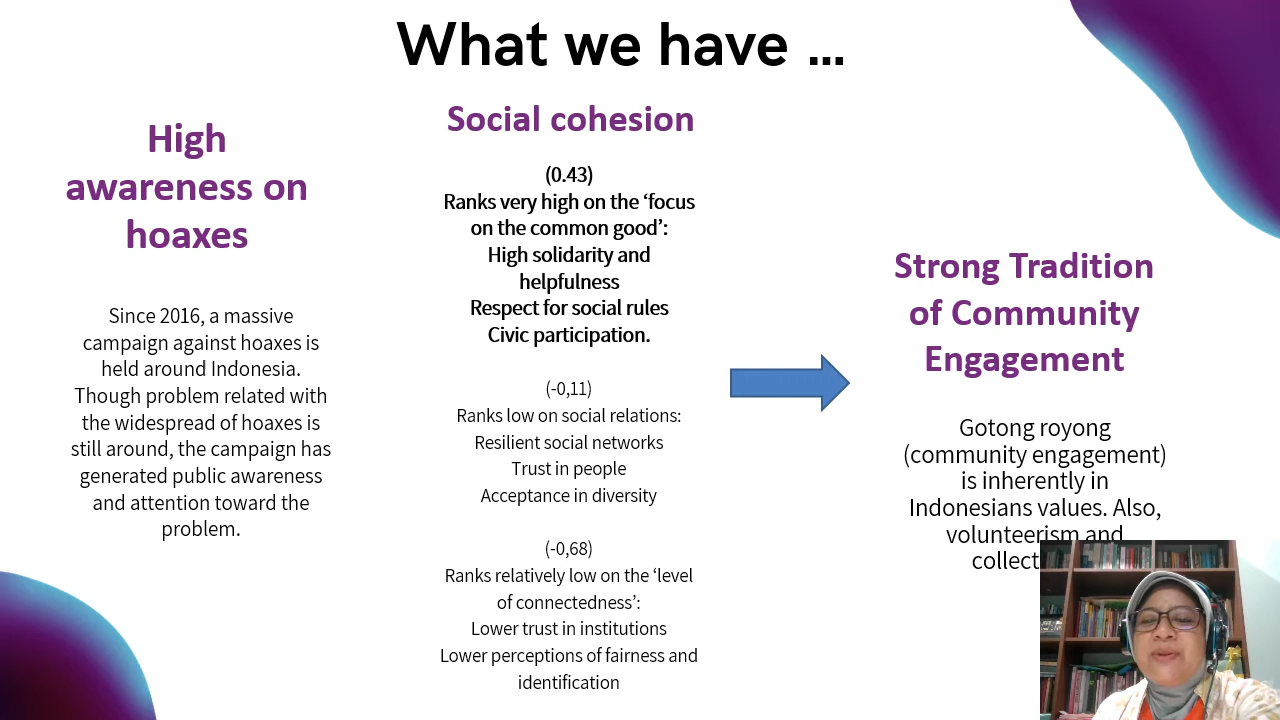 What we have ...
High
awareness on
hoaxes
Since 2016, a massive
campaign against hoaxes is
held around Indonesia.
Though problem related with
the widespread of hoaxes is
still around, the campaign has
generated public awareness
and attention toward the
problem.
Social cohesion
(0.43)
Ranks very high on the ‘focus
on the common good’:
High solidarity and
helpfulness
Respect for social rules
Civic participation.
(-0,11)
Ranks low on social relations:
Resilient social networks
Trust in people
Acceptance in diversity
(-0,68)
Ranks relatively low on the ‘level
of connectedness’:
Lower trust in institutions
Lower perceptions of fairness and
identification
Strong Tradition
of Community
Engagement
Gotong royong
(community engagement)
is inherently in
Indonesians values. Also,
volunteerism and